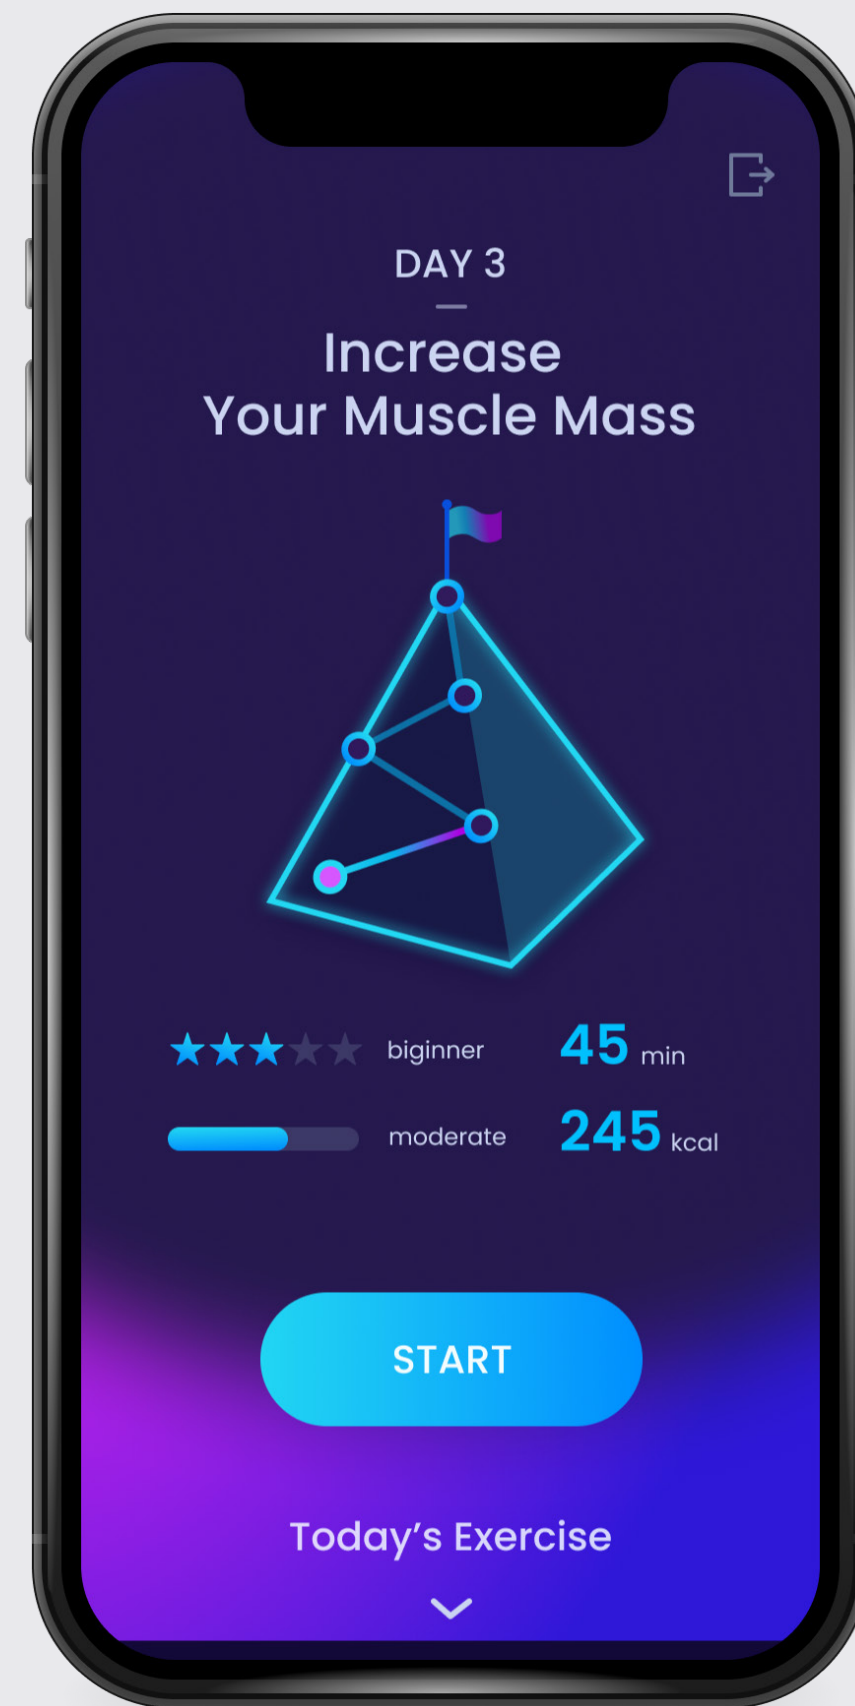 DAY 3
Increase
Your Muscle Mass
biginner 45 min
moderate 245 kcal
START
Today's Exercise